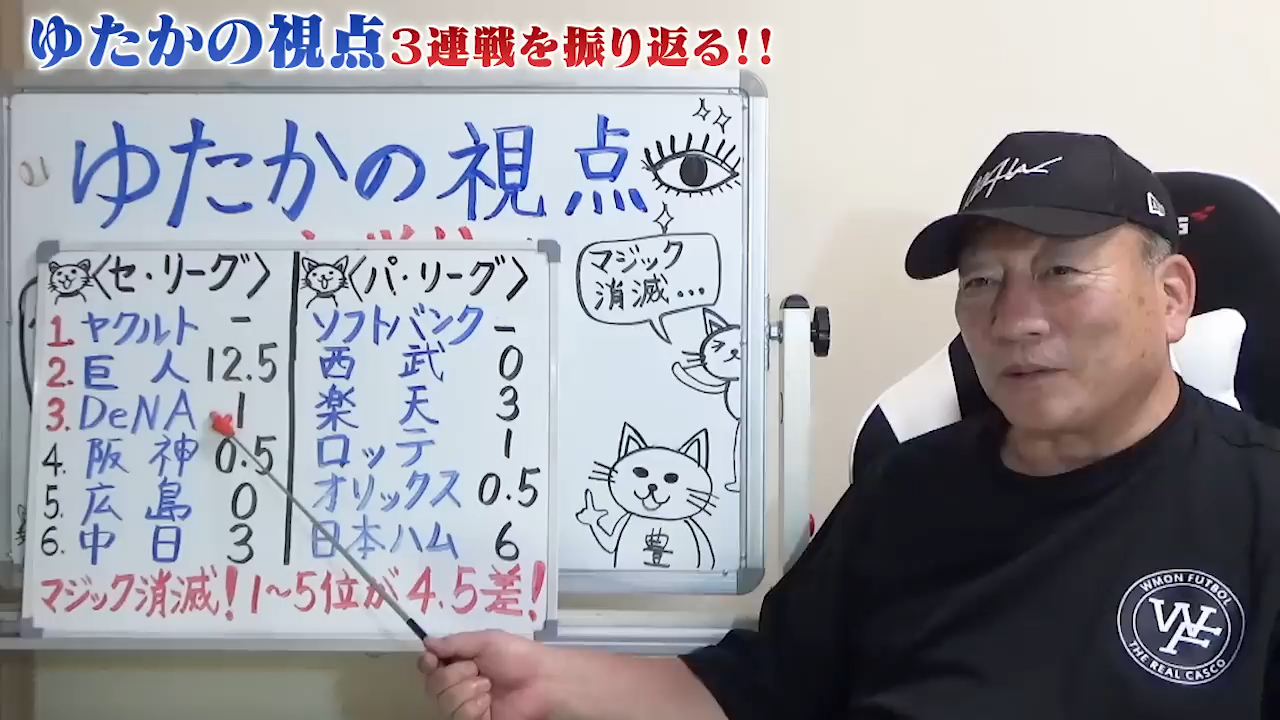 ゆたかの視点3連戦を振り返る!!
ゆたかの視点
マジック
消滅...
<セ・リーグ>
1. ヤクルト -
2. 巨人 12.5
3. DeNA 1
4. 阪神 0.5
5. 広島 0
6. 中日 3
<パ・リーグ>
ソフトバンク -
西武 0
楽天 3
ロッテ 1
オリックス 0.5
日本ハム 6
マジック消滅! 1~5位が4.5差!
豊
WMON FUTBOL
WF
THE REAL CASCO